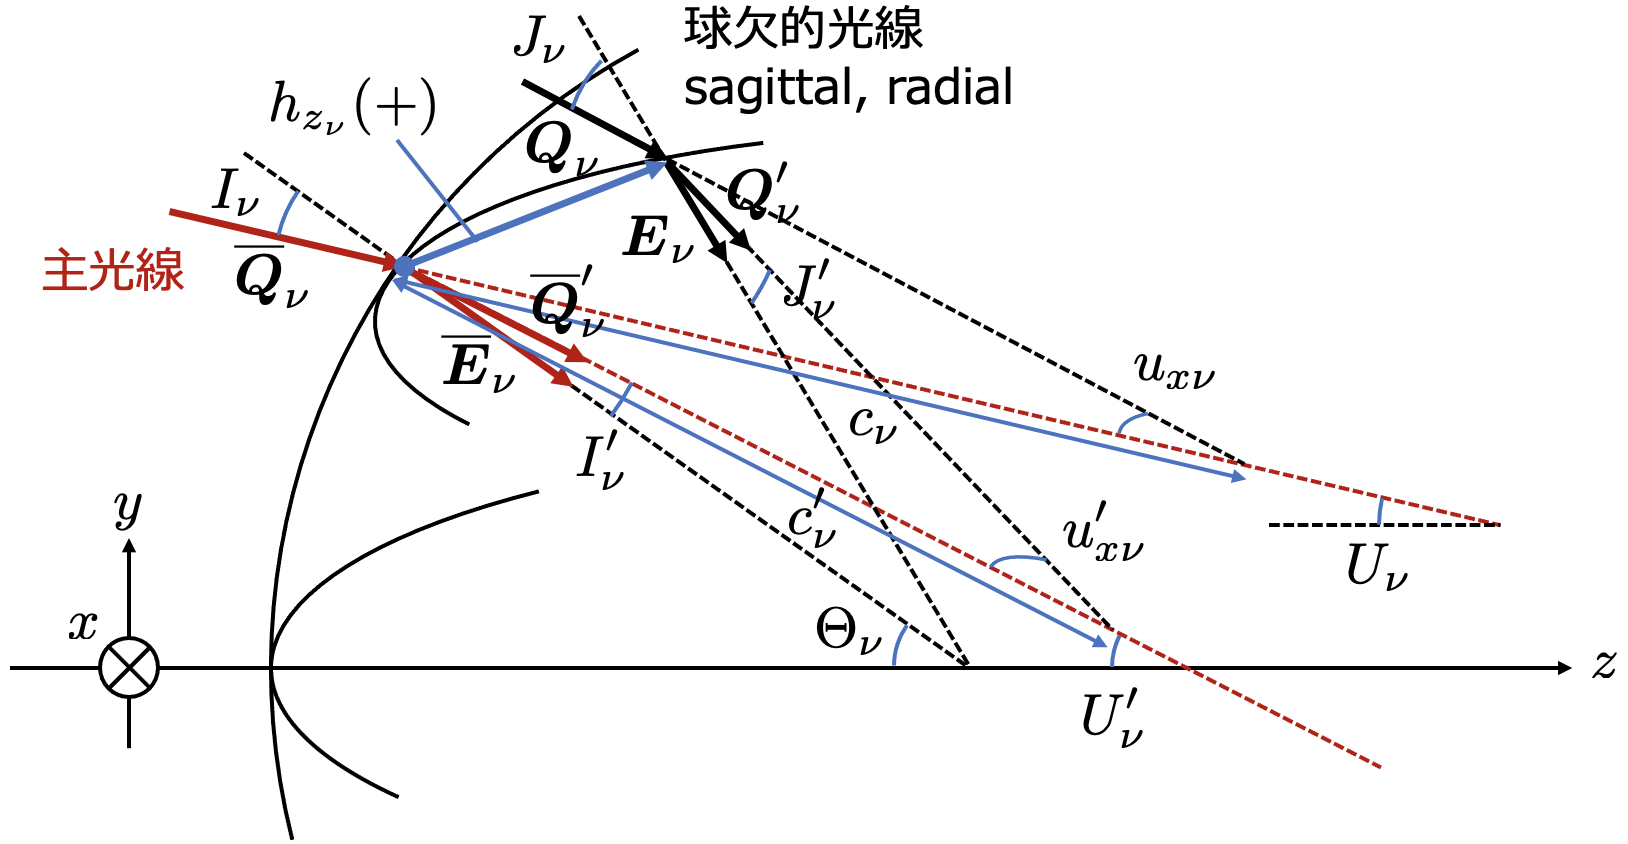 J_ν
球欠的光線
sagittal, radial
h_{z_ν}(+)
Q_ν
I_ν
Q′_ν
E_ν
主光線
Q̅_ν
Q̅′_ν
J′_ν
E̅_ν
u_{xν}
c_ν
I′_ν
y
c′_ν
u′_{xν}
U_ν
x
Θ_ν
z
U′_ν